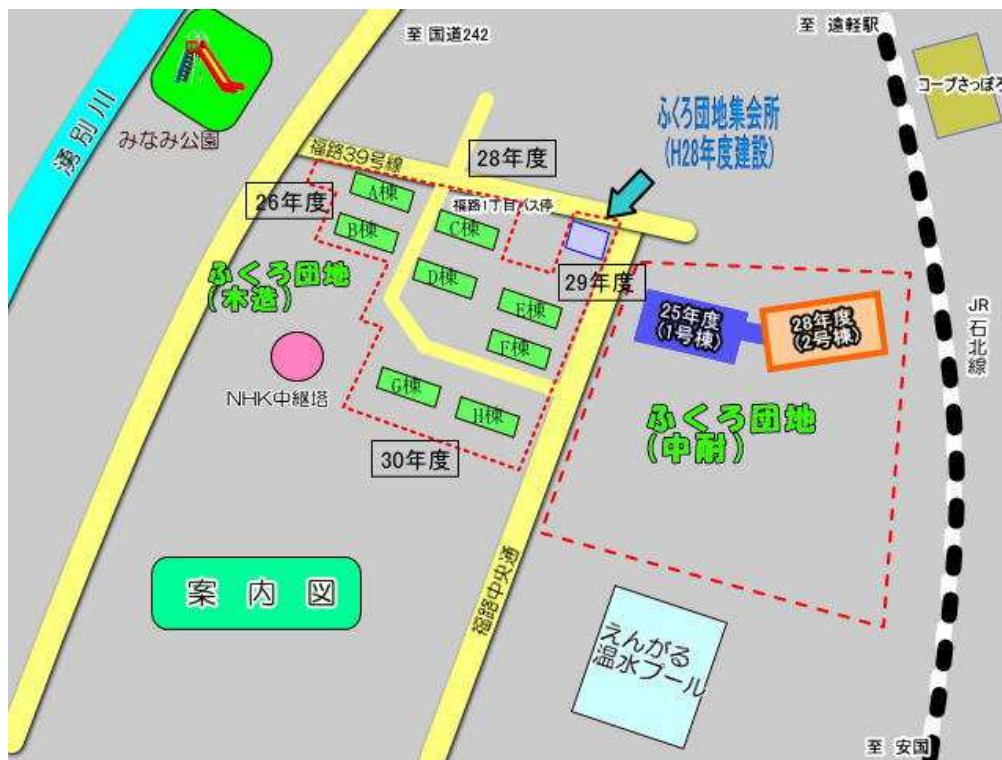 至 国道242
至 遠軽駅
コープさっぽろ
湧別川
みなみ公園
ふくろ団地集会所
(H28年度建設)
福路39号線
28年度
26年度
A棟
福路1丁目バス停
B棟
C棟
ふくろ団地
(木造)
D棟
29年度
E棟
25年度
(1号棟)
28年度
(2号棟)
JR石北線
F棟
NHK中継塔
G棟
H棟
ふくろ団地
(中耐)
30年度
案内図
福路中央通
えんがる
温水プール
至 安国